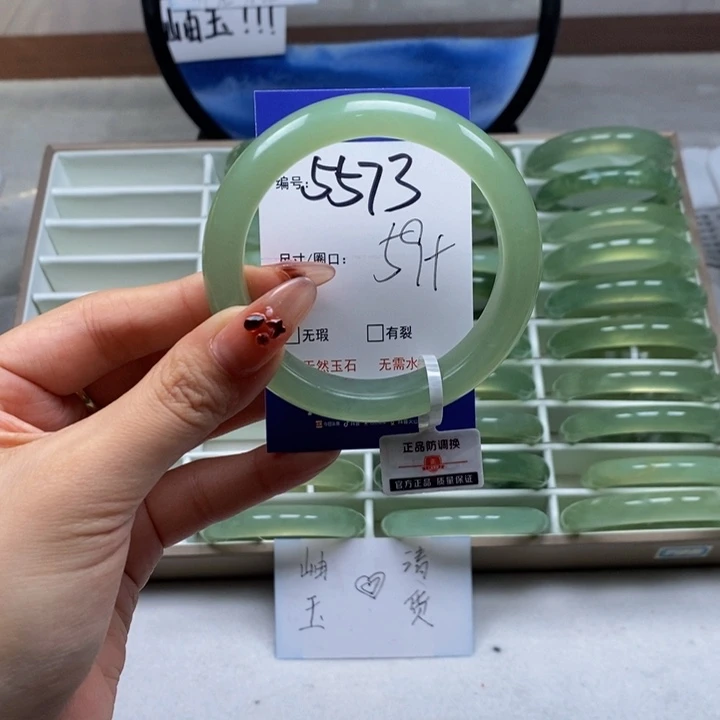 岫玉!!!
编号:5573
尺寸/圈口: 59+
无瑕 有裂
天然玉石 无需水
正品防调换
官方正品 质量保证
岫 ♡ 清
玉 货